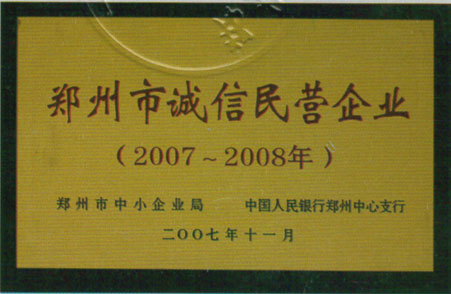 郑州市诚信民营企业
（2007～2008年）
郑州市中小企业局 中国人民银行郑州中心支行
二〇〇七年十一月